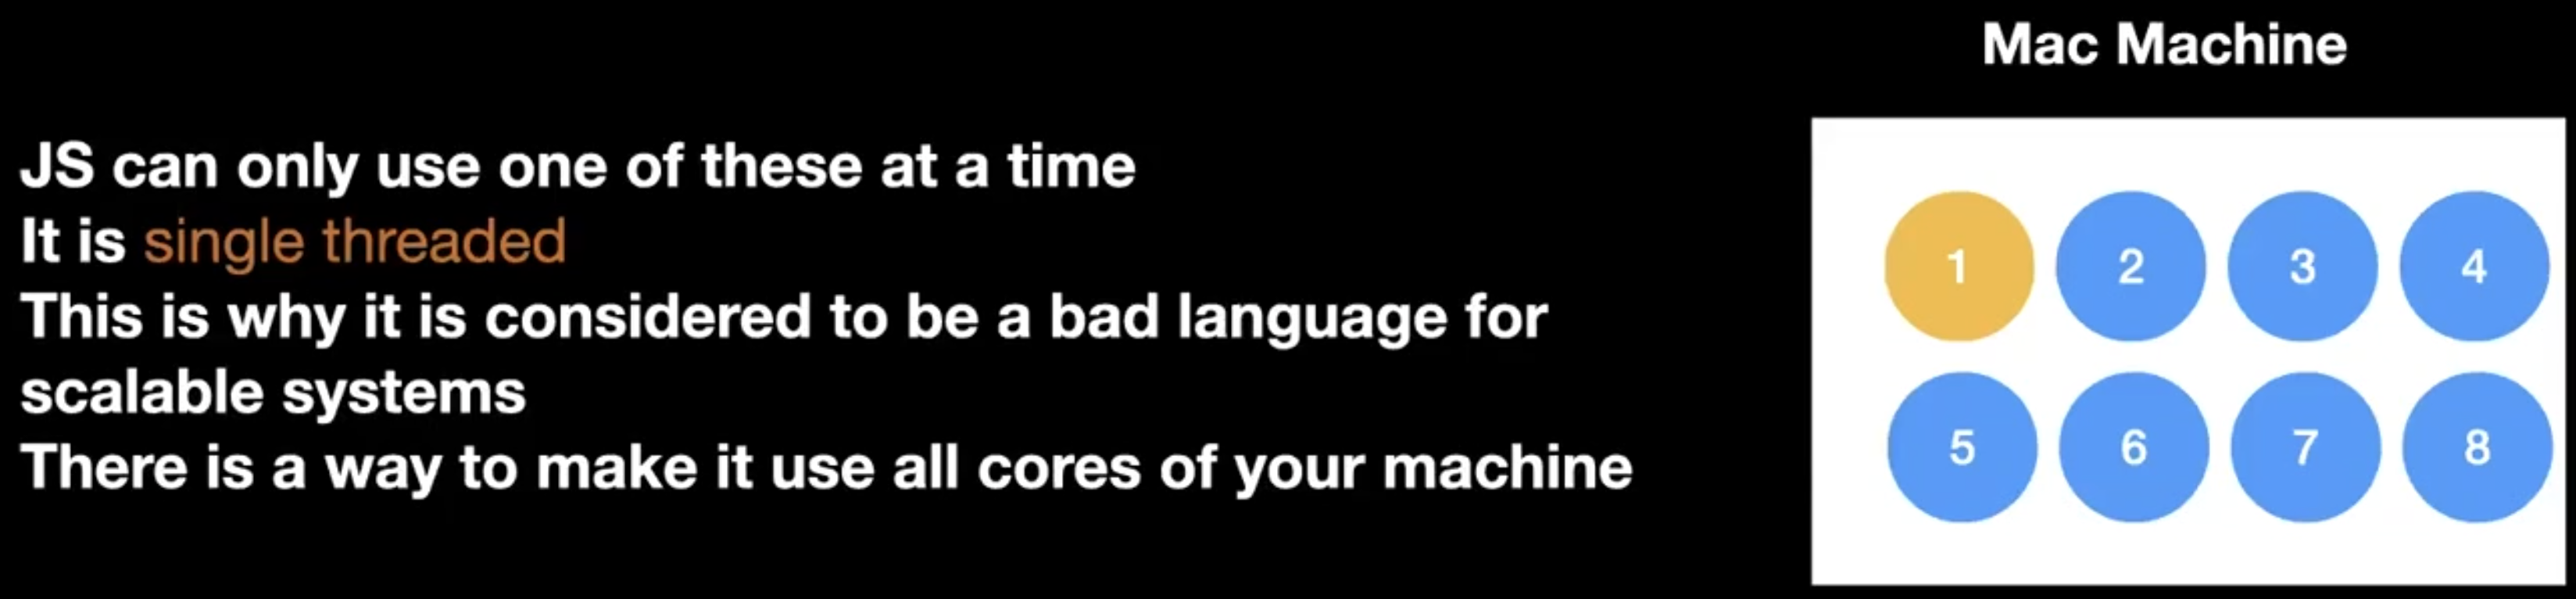 Mac Machine
JS can only use one of these at a time
It is single threaded
This is why it is considered to be a bad language for
scalable systems
There is a way to make it use all cores of your machine
1 2 3 4
5 6 7 8